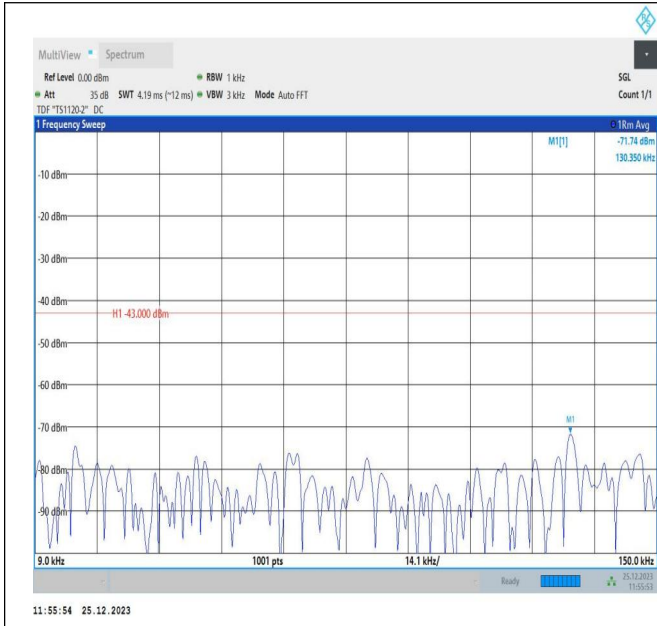 MultiView Spectrum
Ref Level 0.00 dBm RBW 1 kHz SGL
Att 35 dB SWT 4.19 ms (~12 ms) VBW 3 kHz Mode Auto FFT Count 1/1
TDF "TS1120-2" DC
1 Frequency Sweep 1Rm Avg
M1[1] -71.74 dBm
130.350 kHz
-10 dBm
-20 dBm
-30 dBm
-40 dBm
H1 -43.000 dBm
-50 dBm
-60 dBm
M1
-70 dBm
-80 dBm
-90 dBm
9.0 kHz 1001 pts 14.1 kHz/ 150.0 kHz
Ready 25.12.2023
11:55:53
11:55:54 25.12.2023